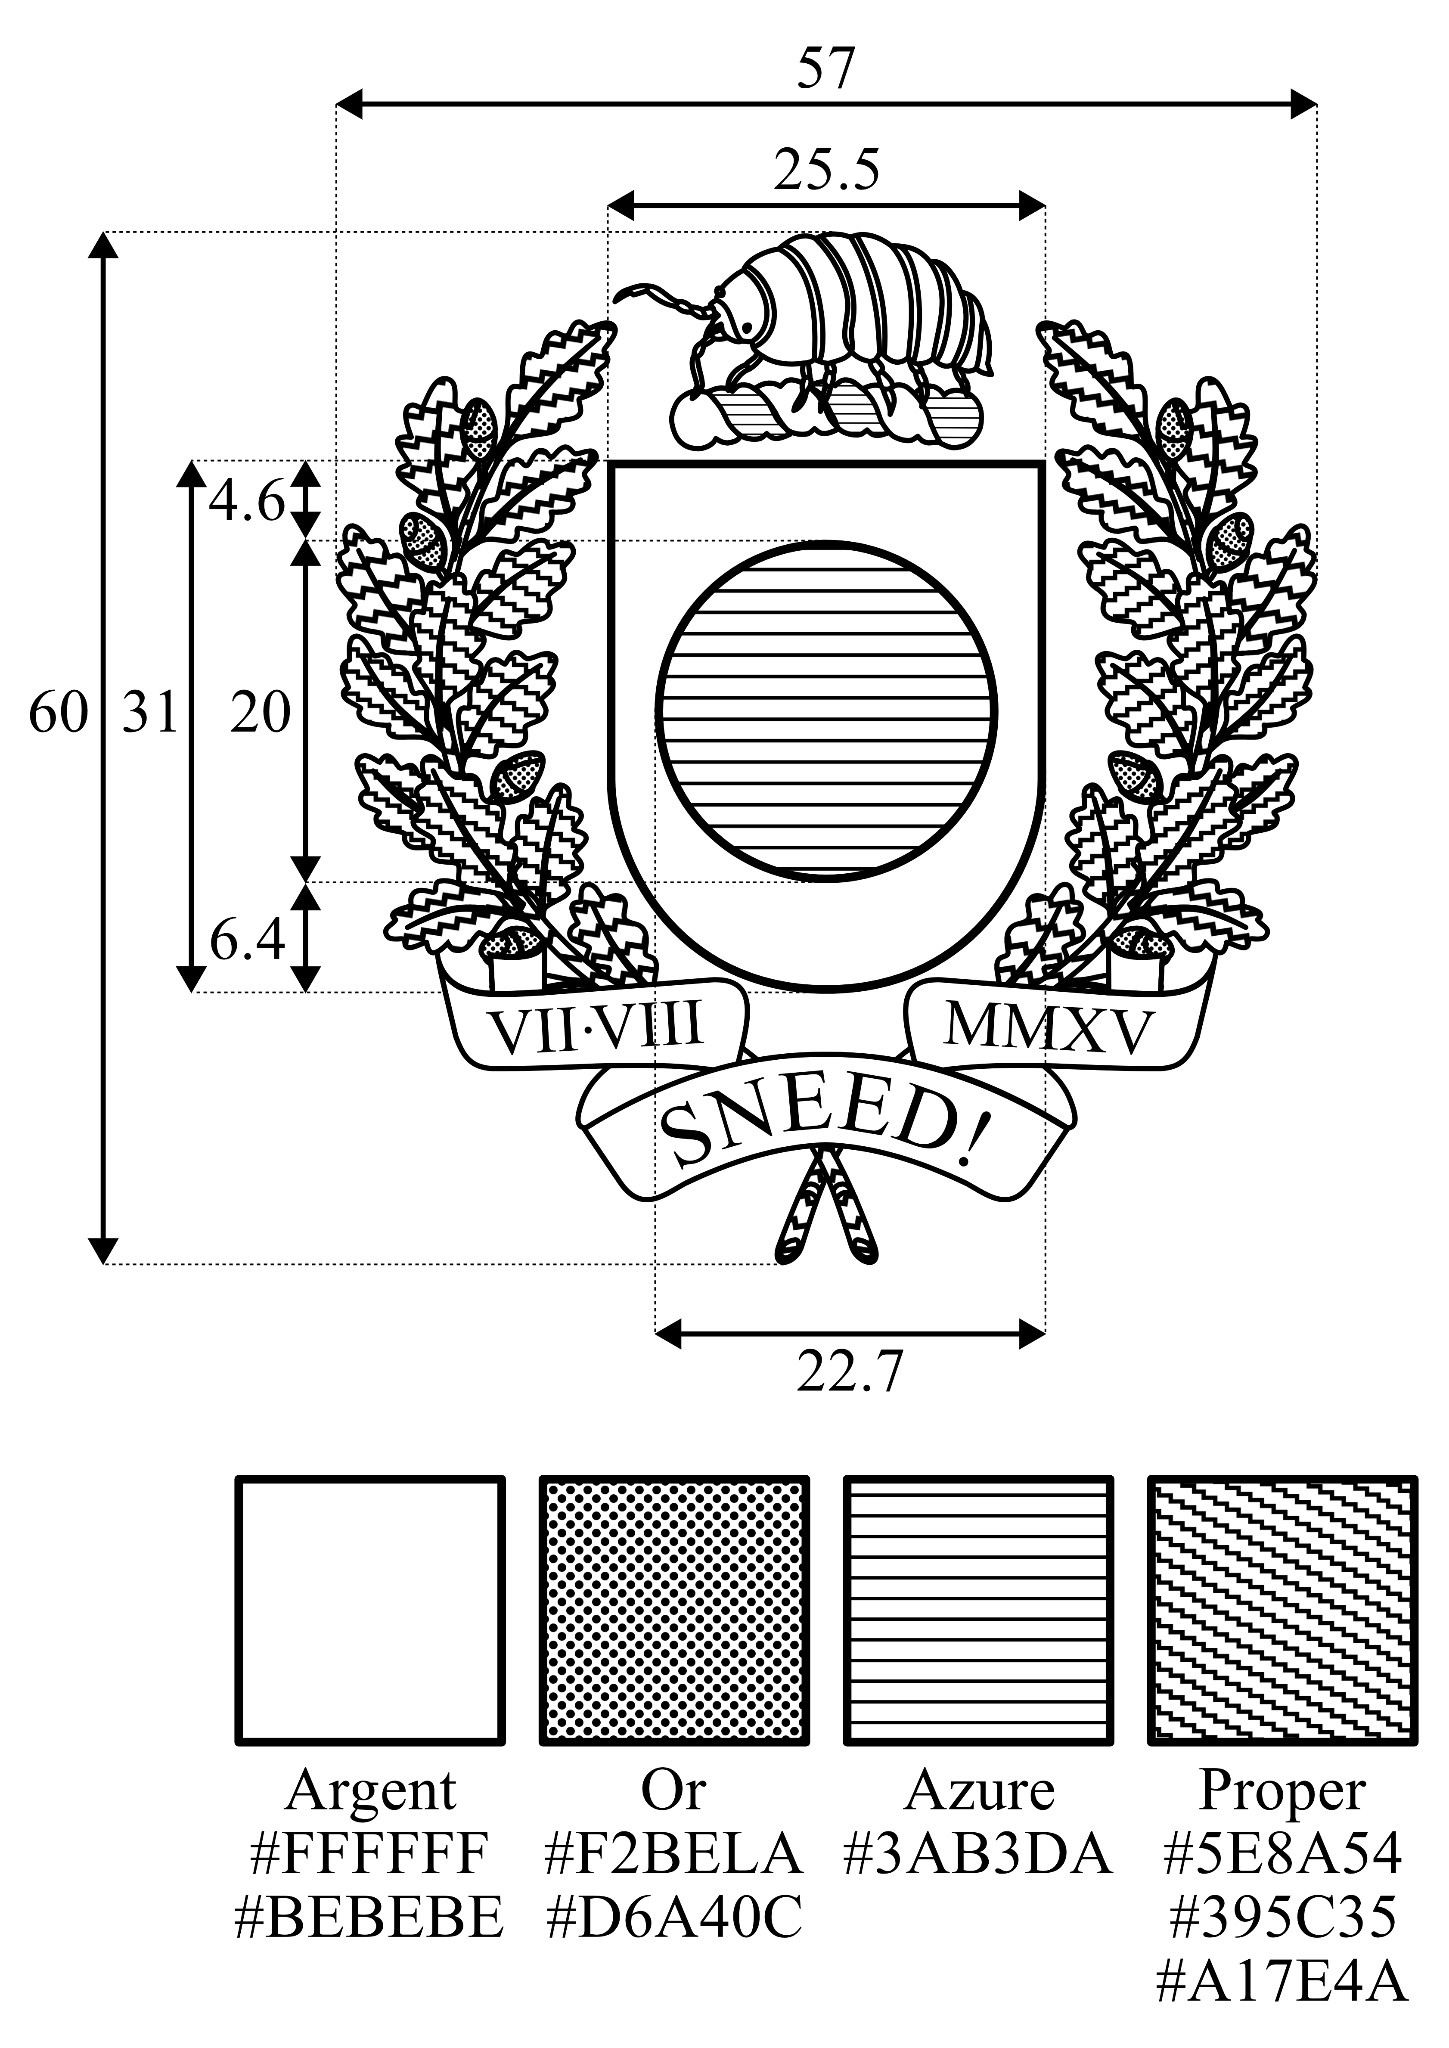 57
25.5
4.6
60
31
20
6.4
VII·VIII
MMXV
SNEED!
22.7
Argent
#FFFFFF
#BEBEBE
Or
#F2BELA
#D6A40C
Azure
#3AB3DA
Proper
#5E8A54
#395C35
#A17E4A